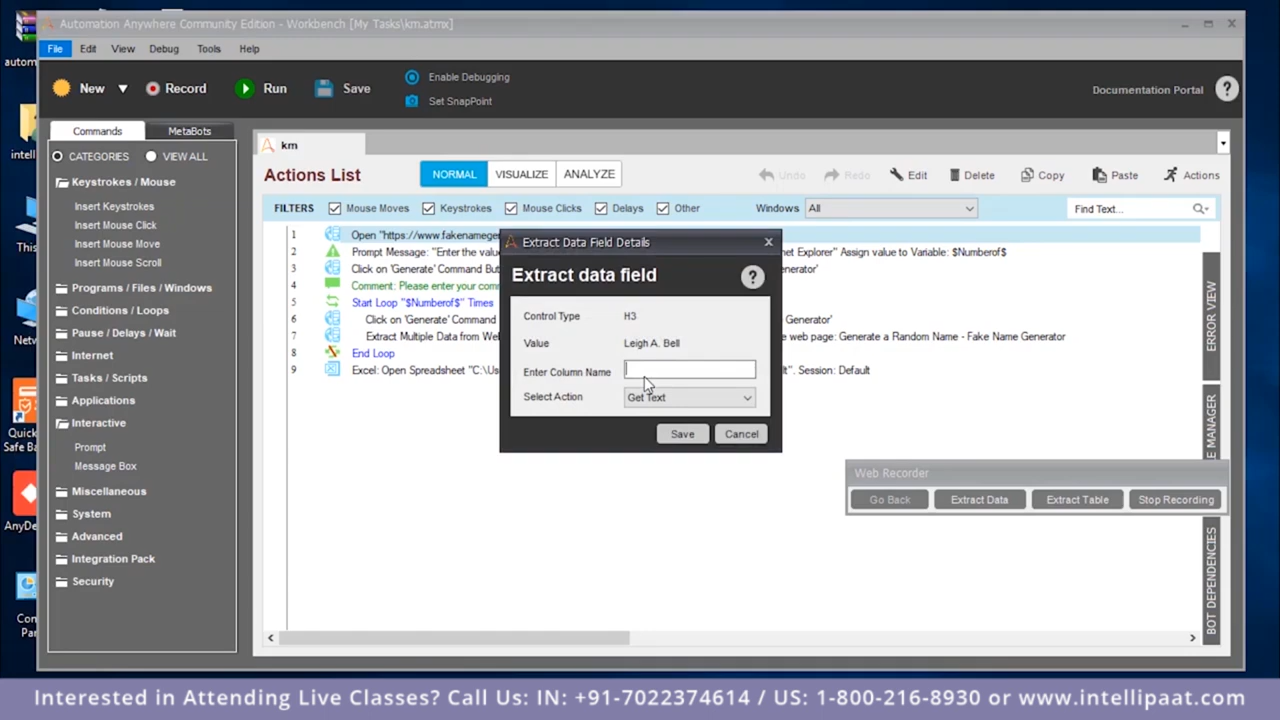 Automation Anywhere Community Edition - Workbench [My Tasks\km.atmx]
File Edit View Debug Tools Help
New Record Run Save
Enable Debugging
Set SnapPoint
Documentation Portal
Commands MetaBots
CATEGORIES VIEW ALL
Keystrokes / Mouse
Insert Keystrokes
Insert Mouse Click
Insert Mouse Move
Insert Mouse Scroll
Programs / Files / Windows
Conditions / Loops
Pause / Delays / Wait
Internet
Tasks / Scripts
Applications
Interactive
Prompt
Message Box
Miscellaneous
System
Advanced
Integration Pack
Security
km
Actions List
NORMAL VISUALIZE ANALYZE
Undo Redo Edit Delete Copy Paste Actions
FILTERS Mouse Moves Keystrokes Mouse Clicks Delays Other Windows All Find Text...
1 Open "https://www.fakenamege
2 Prompt Message: "Enter the value net Explorer" Assign value to Variable: $Numberof$
3 Click on 'Generate' Command Bu Generator'
4 Comment: Please enter your com
5 Start Loop "$Numberof$" Times
6 Click on 'Generate' Command Generator'
7 Extract Multiple Data from We e web page: Generate a Random Name - Fake Name Generator
8 End Loop
9 Excel: Open Spreadsheet "C:\Us lt". Session: Default
Extract Data Field Details
Extract data field
Control Type H3
Value Leigh A. Bell
Enter Column Name
Select Action Get Text
Save Cancel
Web Recorder
Go Back Extract Data Extract Table Stop Recording
ERROR VIEW
E MANAGER
BOT DEPENDENCIES
autom
intell
This
Netw
Quick
Safe Ba
AnyDe
Con
Pa
Interested in Attending Live Classes? Call Us: IN: +91-7022374614 / US: 1-800-216-8930 or www.intellipaat.com